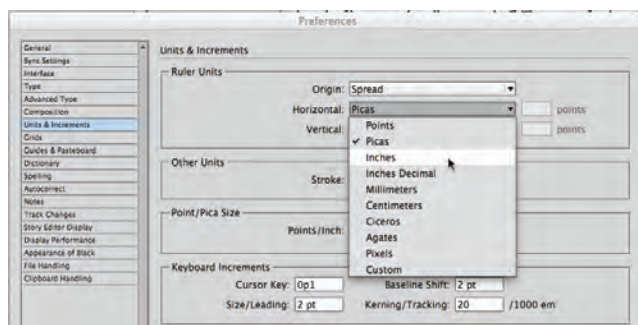 Preferences
General
Sync Settings
Interface
Type
Advanced Type
Composition
Units & Increments
Grids
Guides & Pasteboard
Dictionary
Spelling
Autocorrect
Notes
Track Changes
Story Editor Display
Display Performance
Appearance of Black
File Handling
Clipboard Handling
Units & Increments
Ruler Units
Origin: Spread
Horizontal: Picas points
Vertical: points
Points
✓ Picas
Inches
Inches Decimal
Millimeters
Centimeters
Ciceros
Agates
Pixels
Custom
Other Units
Stroke:
Point/Pica Size
Points/Inch:
Keyboard Increments
Cursor Key: 0p1 Baseline Shift: 2 pt
Size/Leading: 2 pt Kerning/Tracking: 20 /1000 em